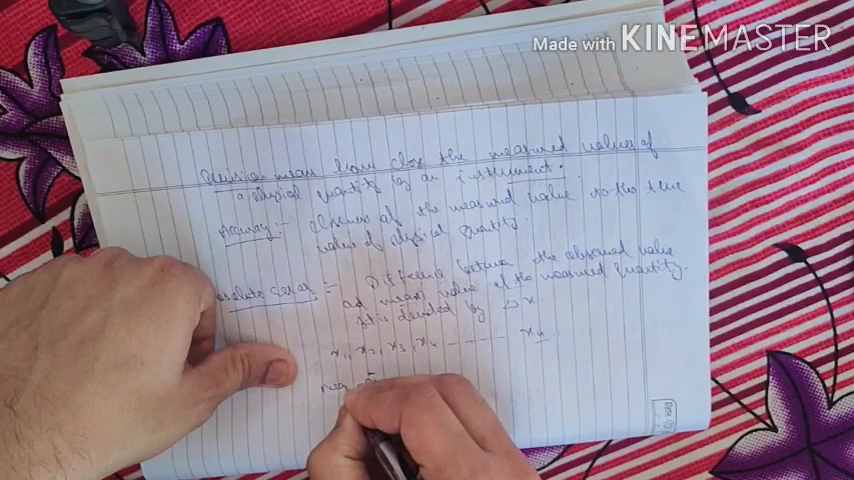 Made with KINEMASTER
Precision mean how close the measured values of
a physical quantity by an instrument.
Accuracy :- closeness of the measured value to the true
value of physical quantity.
Absolute Error :- Difference between the observed value
and mean value of the measured quantity.
It is denoted by Δx.
x1, x2, x3, x4 ------- xn
Date